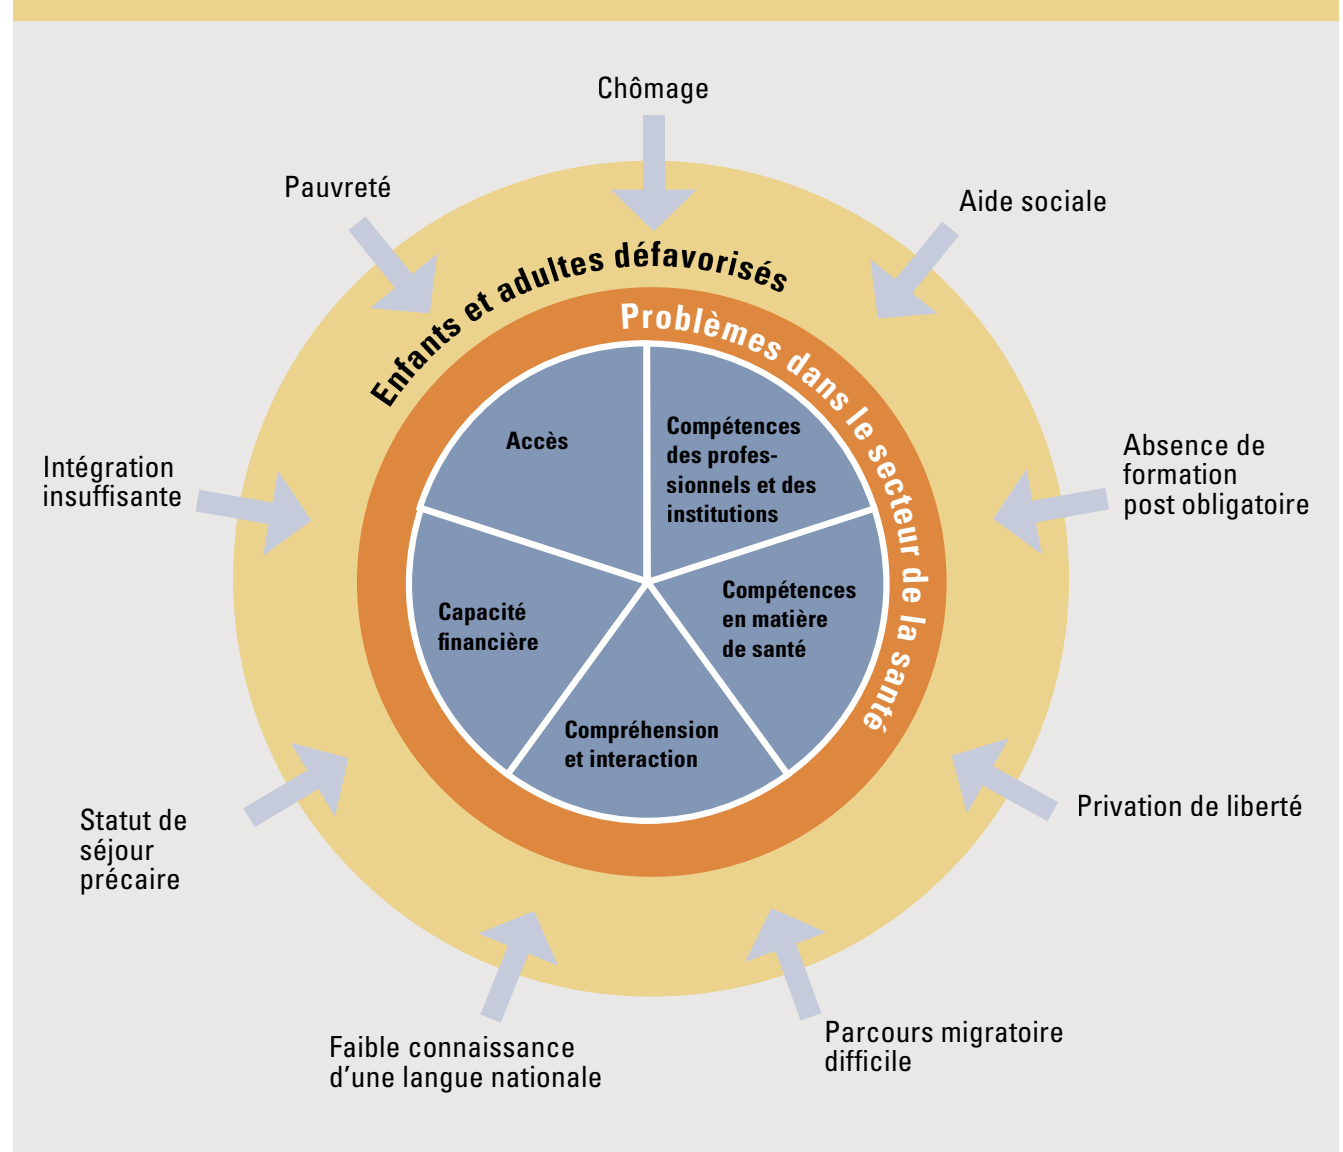 Chômage
Pauvreté
Aide sociale
Enfants et adultes défavorisés
Problèmes dans le secteur de la santé
Accès
Compétences
des profes-
sionnels et des
institutions
Intégration
insuffisante
Absence de
formation
post obligatoire
Capacité
financière
Compétences
en matière
de santé
Compréhension
et interaction
Statut de
séjour
précaire
Privation de liberté
Faible connaissance
d’une langue nationale
Parcours migratoire
difficile